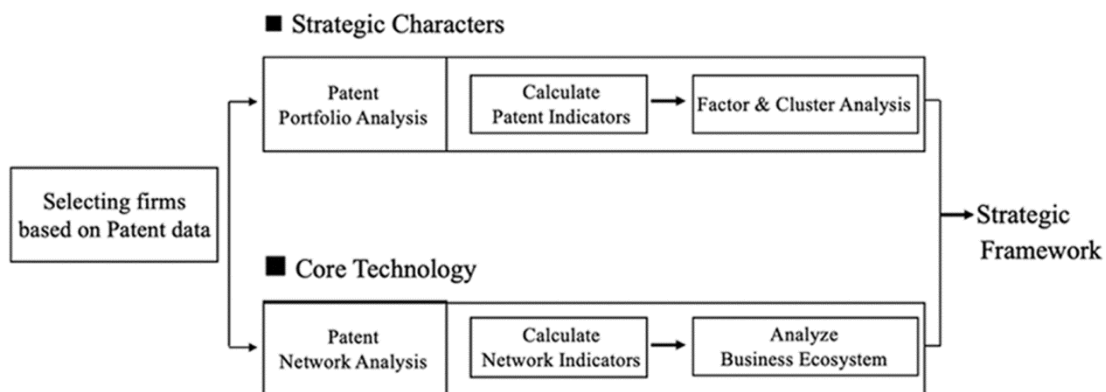 ■ Strategic Characters
Patent
Portfolio Analysis
Calculate
Patent Indicators
Factor & Cluster Analysis
Selecting firms
based on Patent data
Strategic
Framework
■ Core Technology
Patent
Network Analysis
Calculate
Network Indicators
Analyze
Business Ecosystem